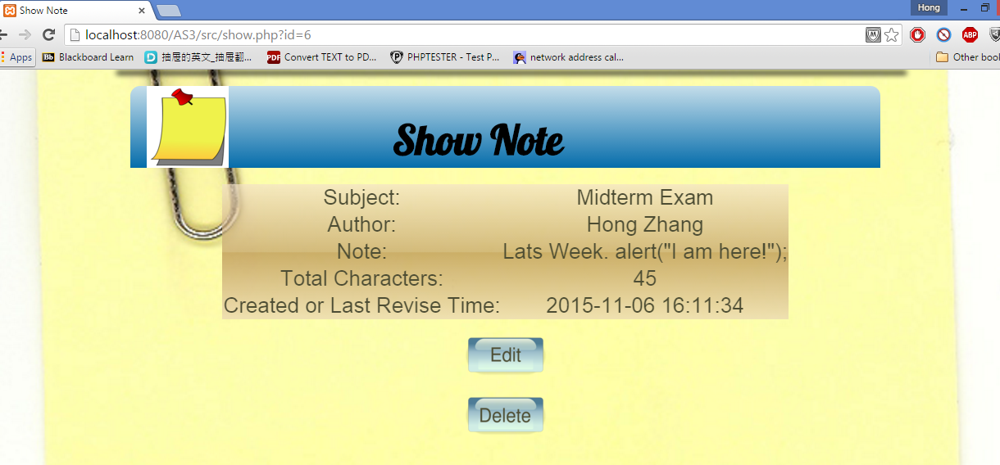 Show Note
Hong
localhost:8080/AS3/src/show.php?id=6
Apps Bb Blackboard Learn 抽屉的英文_抽屉翻... PDF Convert TEXT to PD... P PHPTESTER - Test P... network address cal... Other book
ABP
Show Note
Subject: Midterm Exam
Author: Hong Zhang
Note: Lats Week. alert("I am here!");
Total Characters: 45
Created or Last Revise Time: 2015-11-06 16:11:34
Edit
Delete